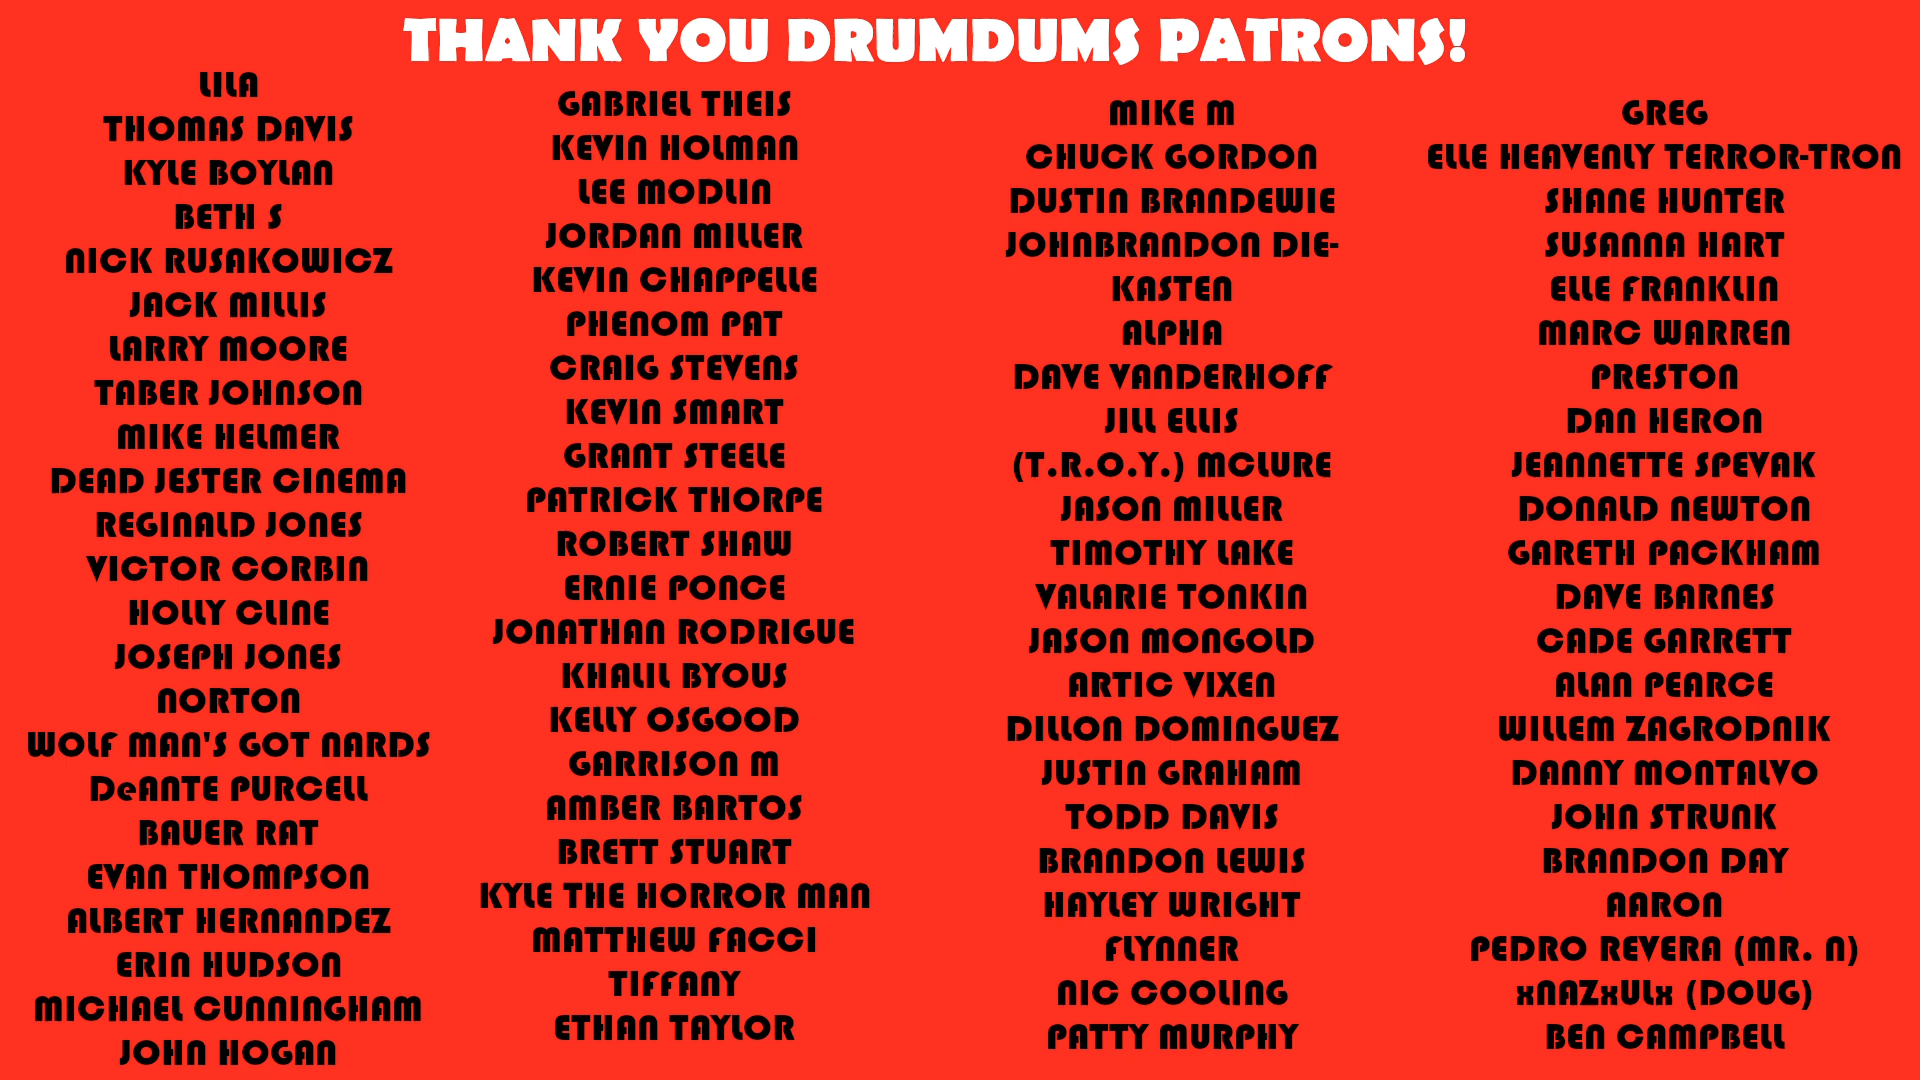 THANK YOU DRUMDUMS PATRONS!
LILA
THOMAS DAVIS
KYLE BOYLAN
BETH S
NICK RUSAKOWICZ
JACK MILLIS
LARRY MOORE
TABER JOHNSON
MIKE HELMER
DEAD JESTER CINEMA
REGINALD JONES
VICTOR CORBIN
HOLLY CLINE
JOSEPH JONES
NORTON
WOLF MAN'S GOT NARDS
DeANTE PURCELL
BAUER RAT
EVAN THOMPSON
ALBERT HERNANDEZ
ERIN HUDSON
MICHAEL CUNNINGHAM
JOHN HOGAN
GABRIEL THEIS
KEVIN HOLMAN
LEE MODLIN
JORDAN MILLER
KEVIN CHAPPELLE
PHENOM PAT
CRAIG STEVENS
KEVIN SMART
GRANT STEELE
PATRICK THORPE
ROBERT SHAW
ERNIE PONCE
JONATHAN RODRIGUE
KHALIL BYOUS
KELLY OSGOOD
GARRISON M
AMBER BARTOS
BRETT STUART
KYLE THE HORROR MAN
MATTHEW FACCI
TIFFANY
ETHAN TAYLOR
MIKE M
CHUCK GORDON
DUSTIN BRANDEWIE
JOHNBRANDON DIE-
KASTEN
ALPHA
DAVE VANDERHOFF
JILL ELLIS
(T.R.O.Y.) MCLURE
JASON MILLER
TIMOTHY LAKE
VALARIE TONKIN
JASON MONGOLD
ARTIC VIXEN
DILLON DOMINGUEZ
JUSTIN GRAHAM
TODD DAVIS
BRANDON LEWIS
HAYLEY WRIGHT
FLYNNER
NIC COOLING
PATTY MURPHY
GREG
ELLE HEAVENLY TERROR-TRON
SHANE HUNTER
SUSANNA HART
ELLE FRANKLIN
MARC WARREN
PRESTON
DAN HERON
JEANNETTE SPEVAK
DONALD NEWTON
GARETH PACKHAM
DAVE BARNES
CADE GARRETT
ALAN PEARCE
WILLEM ZAGRODNIK
DANNY MONTALVO
JOHN STRUNK
BRANDON DAY
AARON
PEDRO REVERA (MR. N)
xNAZxULx (DOUG)
BEN CAMPBELL